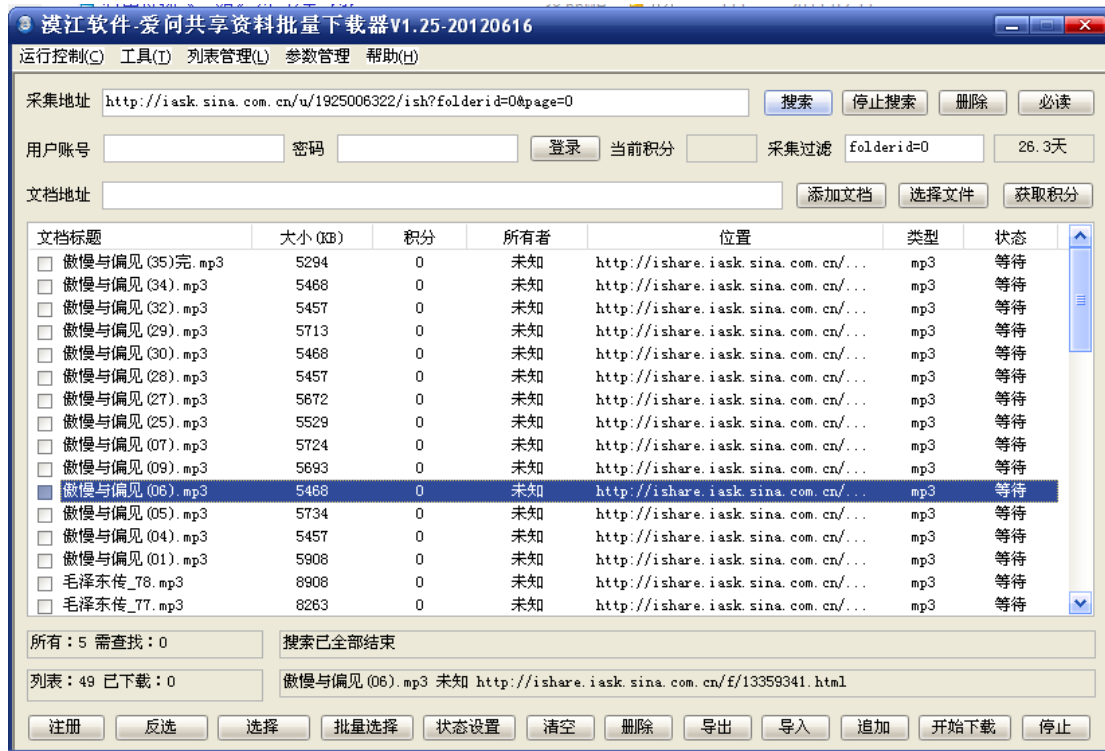 漠江软件-爱问共享资料批量下载器V1.25-20120616
运行控制(C) 工具(T) 列表管理(L) 参数管理 帮助(H)
采集地址 http://iask.sina.com.cn/u/1925006322/ish?folderid=0&page=0 搜索 停止搜索 删除 必读
用户账号 密码 登录 当前积分 采集过滤 folderid=0 26.3天
文档地址 添加文档 选择文件 获取积分
文档标题 大小(KB) 积分 所有者 位置 类型 状态
傲慢与偏见(35)完.mp3 5294 0 未知 http://ishare.iask.sina.com.cn/... mp3 等待
傲慢与偏见(34).mp3 5468 0 未知 http://ishare.iask.sina.com.cn/... mp3 等待
傲慢与偏见(32).mp3 5457 0 未知 http://ishare.iask.sina.com.cn/... mp3 等待
傲慢与偏见(29).mp3 5713 0 未知 http://ishare.iask.sina.com.cn/... mp3 等待
傲慢与偏见(30).mp3 5468 0 未知 http://ishare.iask.sina.com.cn/... mp3 等待
傲慢与偏见(28).mp3 5457 0 未知 http://ishare.iask.sina.com.cn/... mp3 等待
傲慢与偏见(27).mp3 5672 0 未知 http://ishare.iask.sina.com.cn/... mp3 等待
傲慢与偏见(25).mp3 5529 0 未知 http://ishare.iask.sina.com.cn/... mp3 等待
傲慢与偏见(07).mp3 5724 0 未知 http://ishare.iask.sina.com.cn/... mp3 等待
傲慢与偏见(09).mp3 5693 0 未知 http://ishare.iask.sina.com.cn/... mp3 等待
傲慢与偏见(06).mp3 5468 0 未知 http://ishare.iask.sina.com.cn/... mp3 等待
傲慢与偏见(05).mp3 5734 0 未知 http://ishare.iask.sina.com.cn/... mp3 等待
傲慢与偏见(04).mp3 5457 0 未知 http://ishare.iask.sina.com.cn/... mp3 等待
傲慢与偏见(01).mp3 5908 0 未知 http://ishare.iask.sina.com.cn/... mp3 等待
毛泽东传_78.mp3 8908 0 未知 http://ishare.iask.sina.com.cn/... mp3 等待
毛泽东传_77.mp3 8263 0 未知 http://ishare.iask.sina.com.cn/... mp3 等待
所有：5 需查找：0 搜索已全部结束
列表：49 已下载：0 傲慢与偏见(06).mp3 未知 http://ishare.iask.sina.com.cn/f/13359341.html
注册 反选 选择 批量选择 状态设置 清空 删除 导出 导入 追加 开始下载 停止